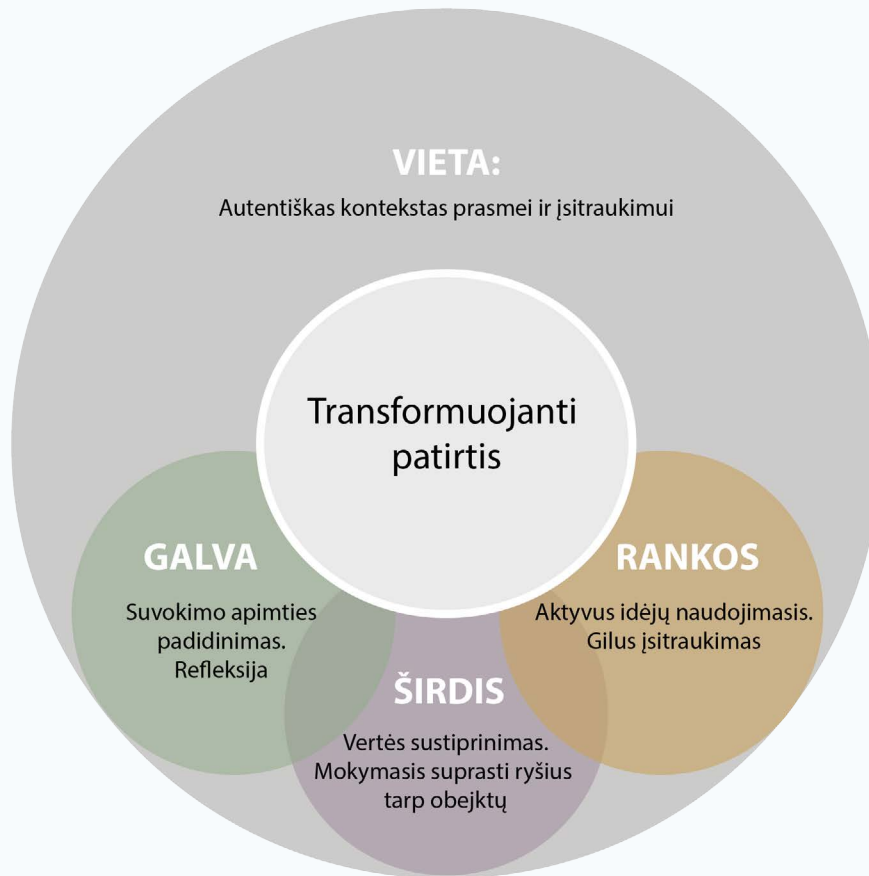 VIETA:
Autentiškas kontekstas prasmei ir įsitraukimui
Transformuojanti
patirtis
GALVA
Suvokimo apimties
padidinimas.
Refleksija
ŠIRDIS
Vertės sustiprinimas.
Mokymasis suprasti ryšius
tarp obejktų
RANKOS
Aktyvus idėjų naudojimasis.
Gilus įsitraukimas